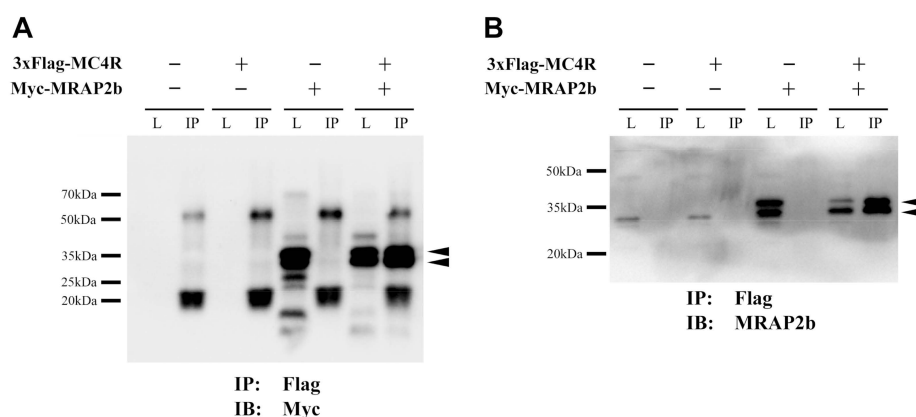 A
3xFlag-MC4R − + − +
Myc-MRAP2b − − + +
L IP L IP L IP L IP
70kDa
50kDa
35kDa
25kDa
20kDa
IP: Flag
IB: Myc
B
3xFlag-MC4R − + − +
Myc-MRAP2b − − + +
L IP L IP L IP L IP
50kDa
35kDa
20kDa
IP: Flag
IB: MRAP2b